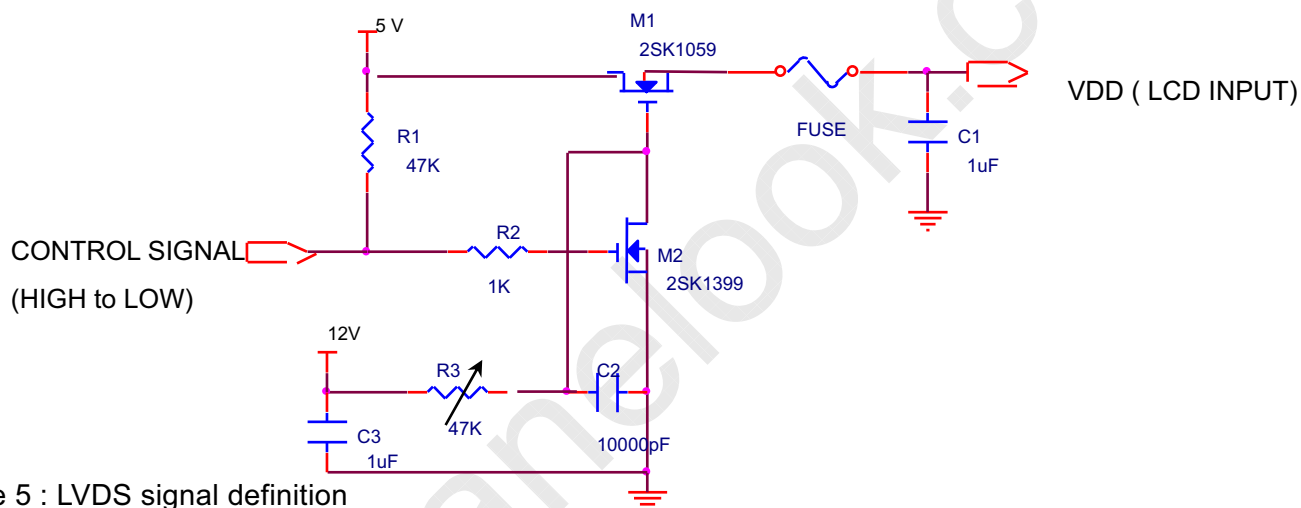 5 V
M1
2SK1059
VDD ( LCD INPUT)
FUSE
R1
47K
C1
1uF
CONTROL SIGNAL
(HIGH to LOW)
R2
1K
M2
2SK1399
12V
R3
47K
C2
10000pF
C3
1uF
e 5 : LVDS signal definition
anelook.c